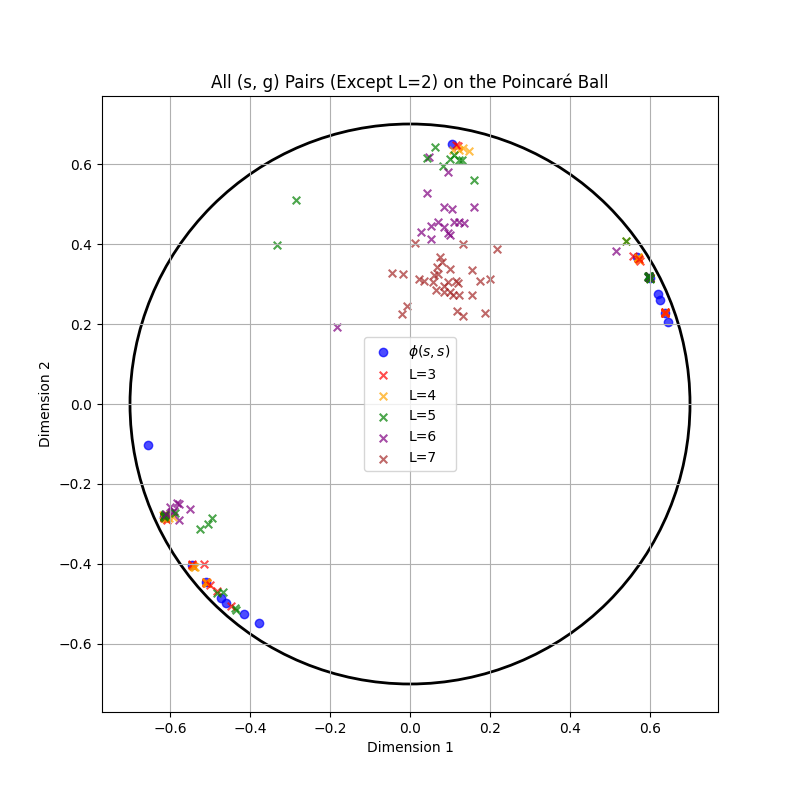 All (s, g) Pairs (Except L=2) on the Poincaré Ball
0.6
0.4
0.2
0.0
−0.2
−0.4
−0.6
Dimension 2
ϕ(s, s)
L=3
L=4
L=5
L=6
L=7
−0.6
−0.4
−0.2
0.0
0.2
0.4
0.6
Dimension 1